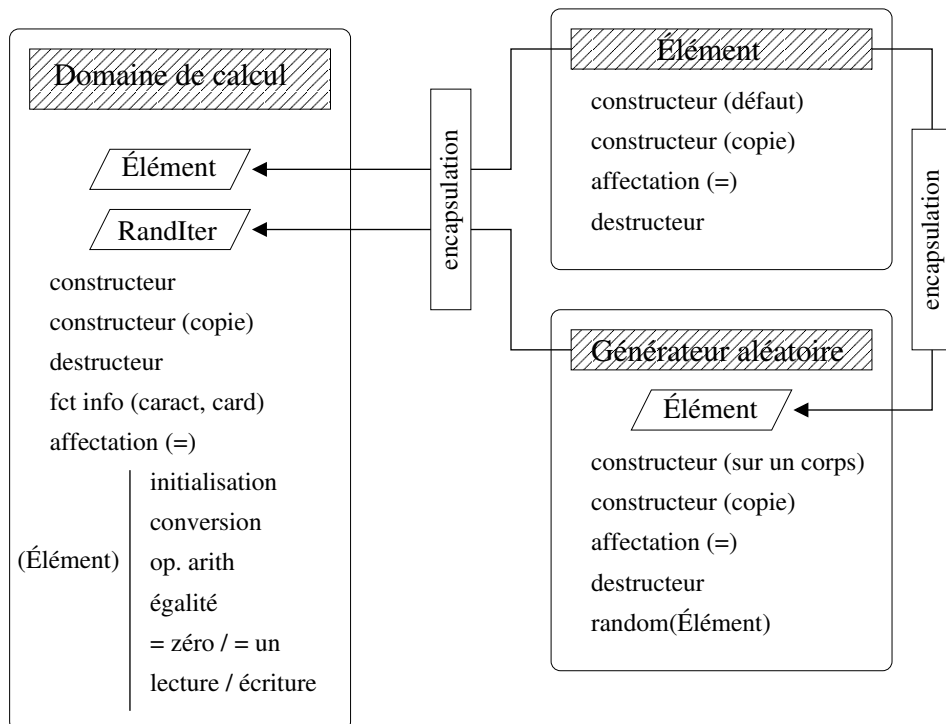 Domaine de calcul
Élément
RandIter
constructeur
constructeur (copie)
destructeur
fct info (caract, card)
affectation (=)
(Élément)
initialisation
conversion
op. arith
égalité
= zéro / = un
lecture / écriture
encapsulation
Élément
constructeur (défaut)
constructeur (copie)
affectation (=)
destructeur
encapsulation
Générateur aléatoire
Élément
constructeur (sur un corps)
constructeur (copie)
affectation (=)
destructeur
random(Élément)